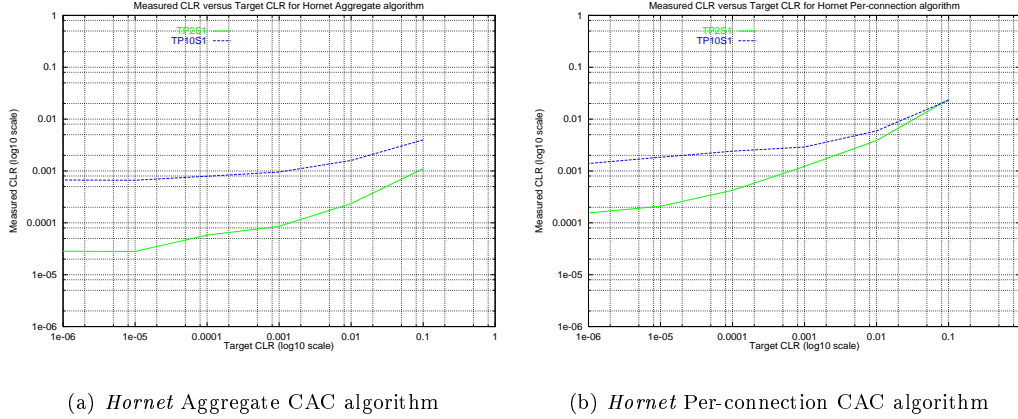 Measured CLR versus Target CLR for Hornet Aggregate algorithm
1
TP2S1
TP10S1
0.1
0.01
0.001
0.0001
1e-05
1e-06
Measured CLR (log10 scale)
1e-06 1e-05 0.0001 0.001 0.01 0.1 1
Target CLR (log10 scale)
(a) Hornet Aggregate CAC algorithm
Measured CLR versus Target CLR for Hornet Per-connection algorithm
1
TP2S1
TP10S1
0.1
0.01
0.001
0.0001
1e-05
1e-06
Measured CLR (log10 scale)
1e-06 1e-05 0.0001 0.001 0.01 0.1
Target CLR (log10 scale)
(b) Hornet Per-connection CAC algorithm